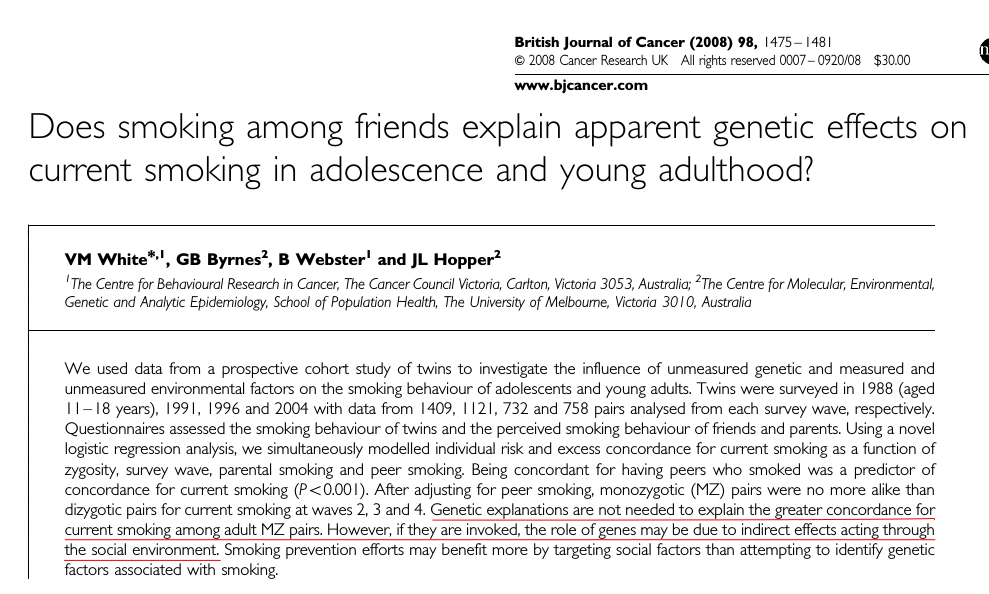 British Journal of Cancer (2008) 98, 1475–1481
© 2008 Cancer Research UK All rights reserved 0007–0920/08 $30.00
www.bjcancer.com
Does smoking among friends explain apparent genetic effects on
current smoking in adolescence and young adulthood?
VM White*,1, GB Byrnes2, B Webster1 and JL Hopper2
1The Centre for Behavioural Research in Cancer, The Cancer Council Victoria, Carlton, Victoria 3053, Australia; 2The Centre for Molecular, Environmental,
Genetic and Analytic Epidemiology, School of Population Health, The University of Melbourne, Victoria 3010, Australia
We used data from a prospective cohort study of twins to investigate the influence of unmeasured genetic and measured and
unmeasured environmental factors on the smoking behaviour of adolescents and young adults. Twins were surveyed in 1988 (aged
11–18 years), 1991, 1996 and 2004 with data from 1409, 1121, 732 and 758 pairs analysed from each survey wave, respectively.
Questionnaires assessed the smoking behaviour of twins and the perceived smoking behaviour of friends and parents. Using a novel
logistic regression analysis, we simultaneously modelled individual risk and excess concordance for current smoking as a function of
zygosity, survey wave, parental smoking and peer smoking. Being concordant for having peers who smoked was a predictor of
concordance for current smoking (P<0.001). After adjusting for peer smoking, monozygotic (MZ) pairs were no more alike than
dizygotic pairs for current smoking at waves 2, 3 and 4. Genetic explanations are not needed to explain the greater concordance for
current smoking among adult MZ pairs. However, if they are invoked, the role of genes may be due to indirect effects acting through
the social environment. Smoking prevention efforts may benefit more by targeting social factors than attempting to identify genetic
factors associated with smoking.